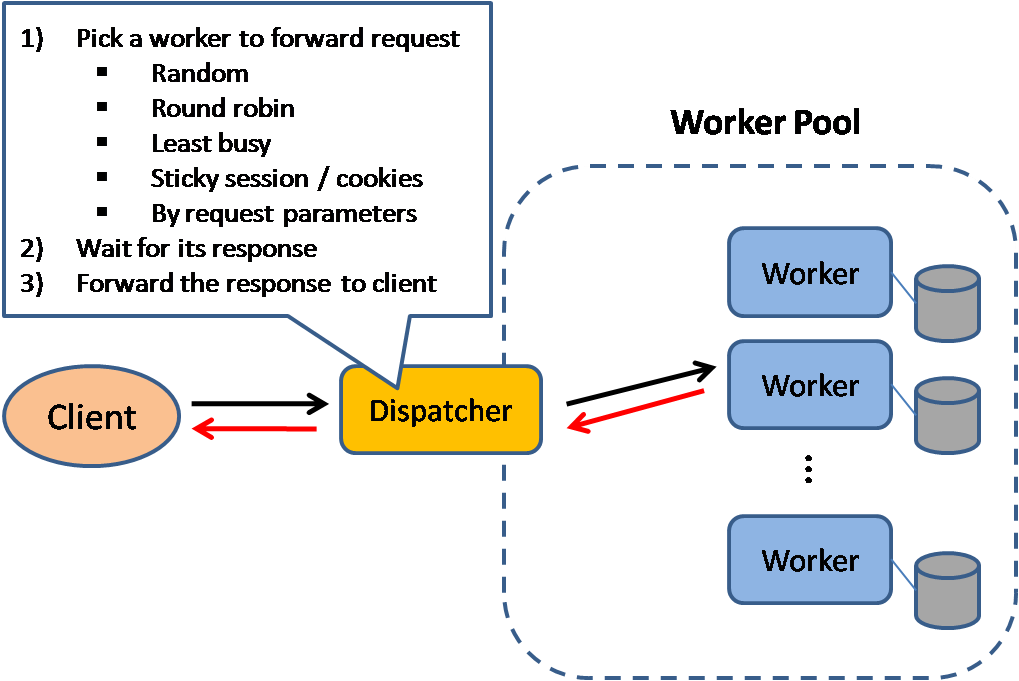 1) Pick a worker to forward request
▪ Random
▪ Round robin
▪ Least busy
▪ Sticky session / cookies
▪ By request parameters
2) Wait for its response
3) Forward the response to client
Worker Pool
Worker
Client
Dispatcher
Worker
Worker